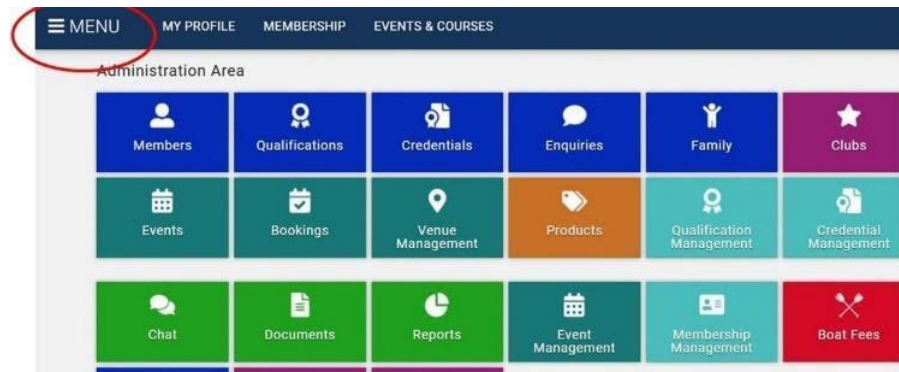 MENU MY PROFILE MEMBERSHIP EVENTS & COURSES
Administration Area
Members Qualifications Credentials Enquiries Family Clubs
Events Bookings Venue Management Products Qualification Management Credential Management
Chat Documents Reports Event Management Membership Management Boat Fees